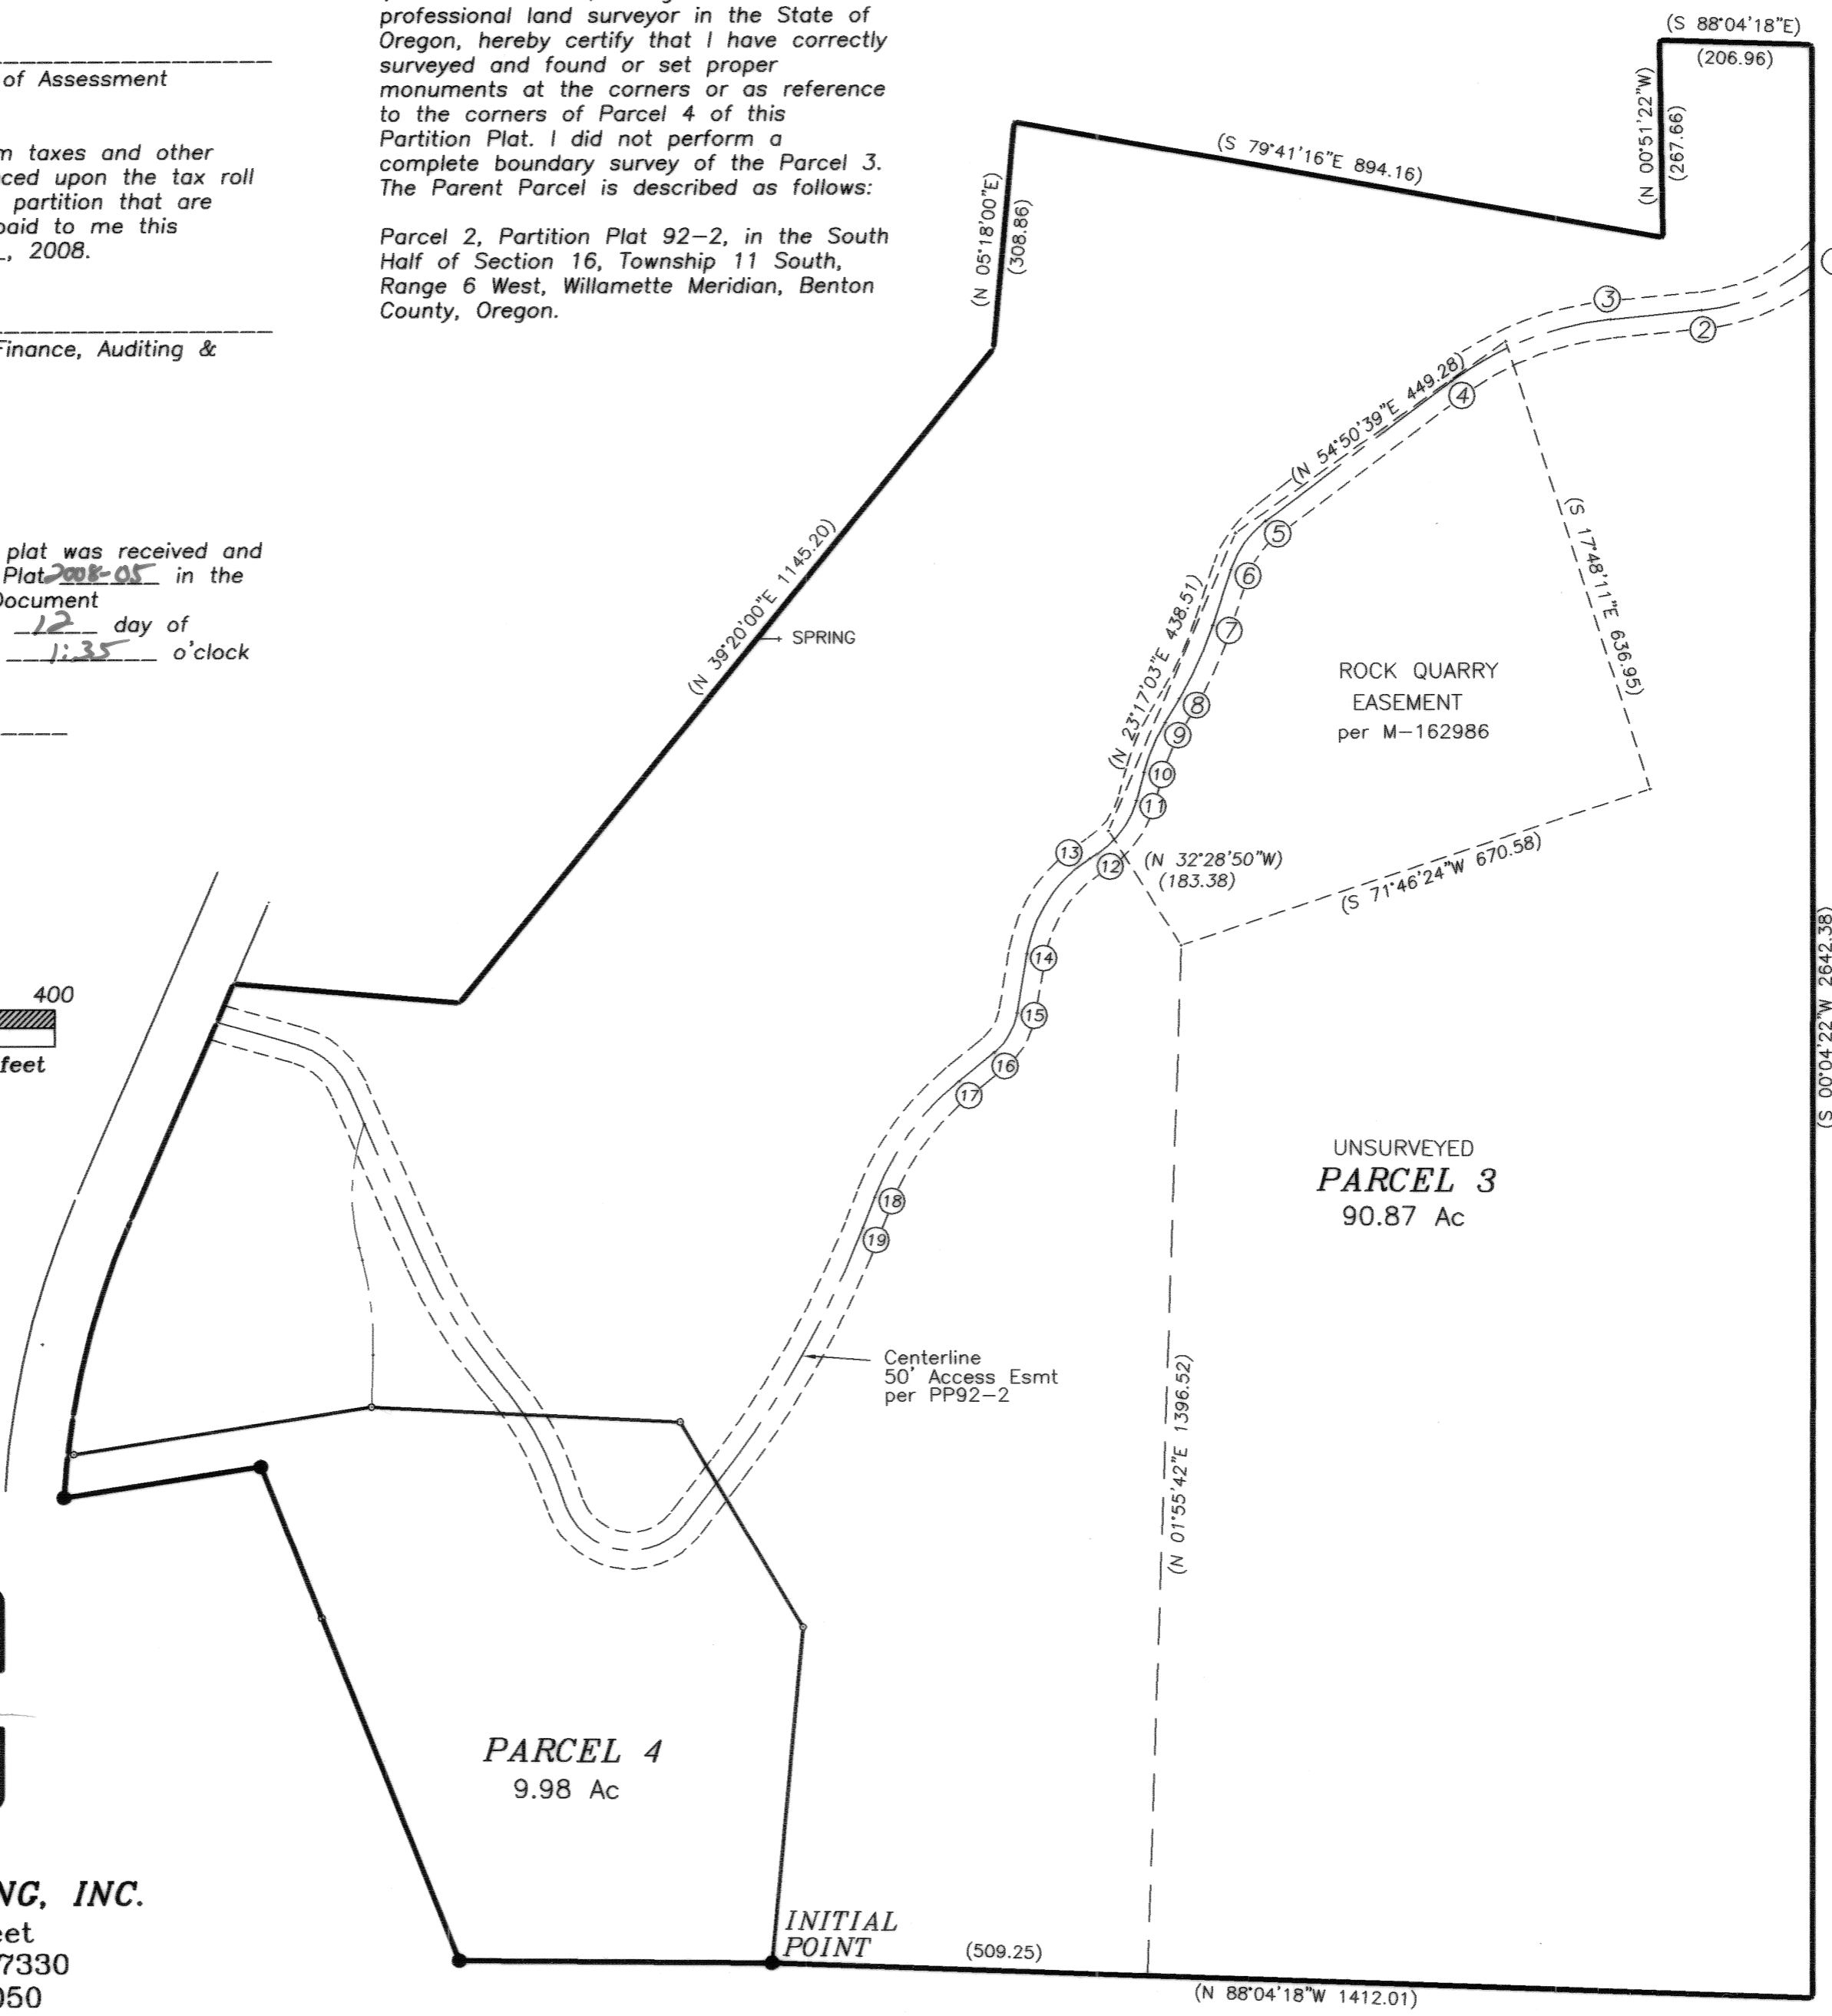 of Assessment
taxes and other
upon the tax roll
partition that are
paid to me this
, 2008.
Finance, Auditing &
plat was received and
Plat 2008-05 in the
Document
12 day of
1:35 o'clock
400
feet
INC.
7330
professional land surveyor in the State of
Oregon, hereby certify that I have correctly
surveyed and found or set proper
monuments at the corners or as reference
to the corners of Parcel 4 of this
Partition Plat. I did not perform a
complete boundary survey of the Parcel 3.
The Parent Parcel is described as follows:
Parcel 2, Partition Plat 92-2, in the South
Half of Section 16, Township 11 South,
Range 6 West, Willamette Meridian, Benton
County, Oregon.
(S 88°04'18"E)
(206.96)
(N 00°51'22"W)
(267.66)
(S 79°41'16"E 894.16)
(N 05°18'00"E)
(308.86)
3
2
(N 54°50'39"E 449.28)
4
5
6
7
(S 17°48'11"E 636.95)
(N 39°20'00"E 1145.20)
SPRING
(N 23°17'03"E 438.51)
ROCK QUARRY
EASEMENT
per M-162986
8
9
10
11
13
12
(N 32°28'50"W)
(183.38)
(S 71°46'24"W 670.58)
14
15
16
17
18
19
(S 00°04'22"W 2642.38)
UNSURVEYED
PARCEL 3
90.87 Ac
Centerline
50' Access Esmt
per PP92-2
(N 01°55'42"E 1396.52)
PARCEL 4
9.98 Ac
INITIAL
POINT
(509.25)
(N 88°04'18"W 1412.01)